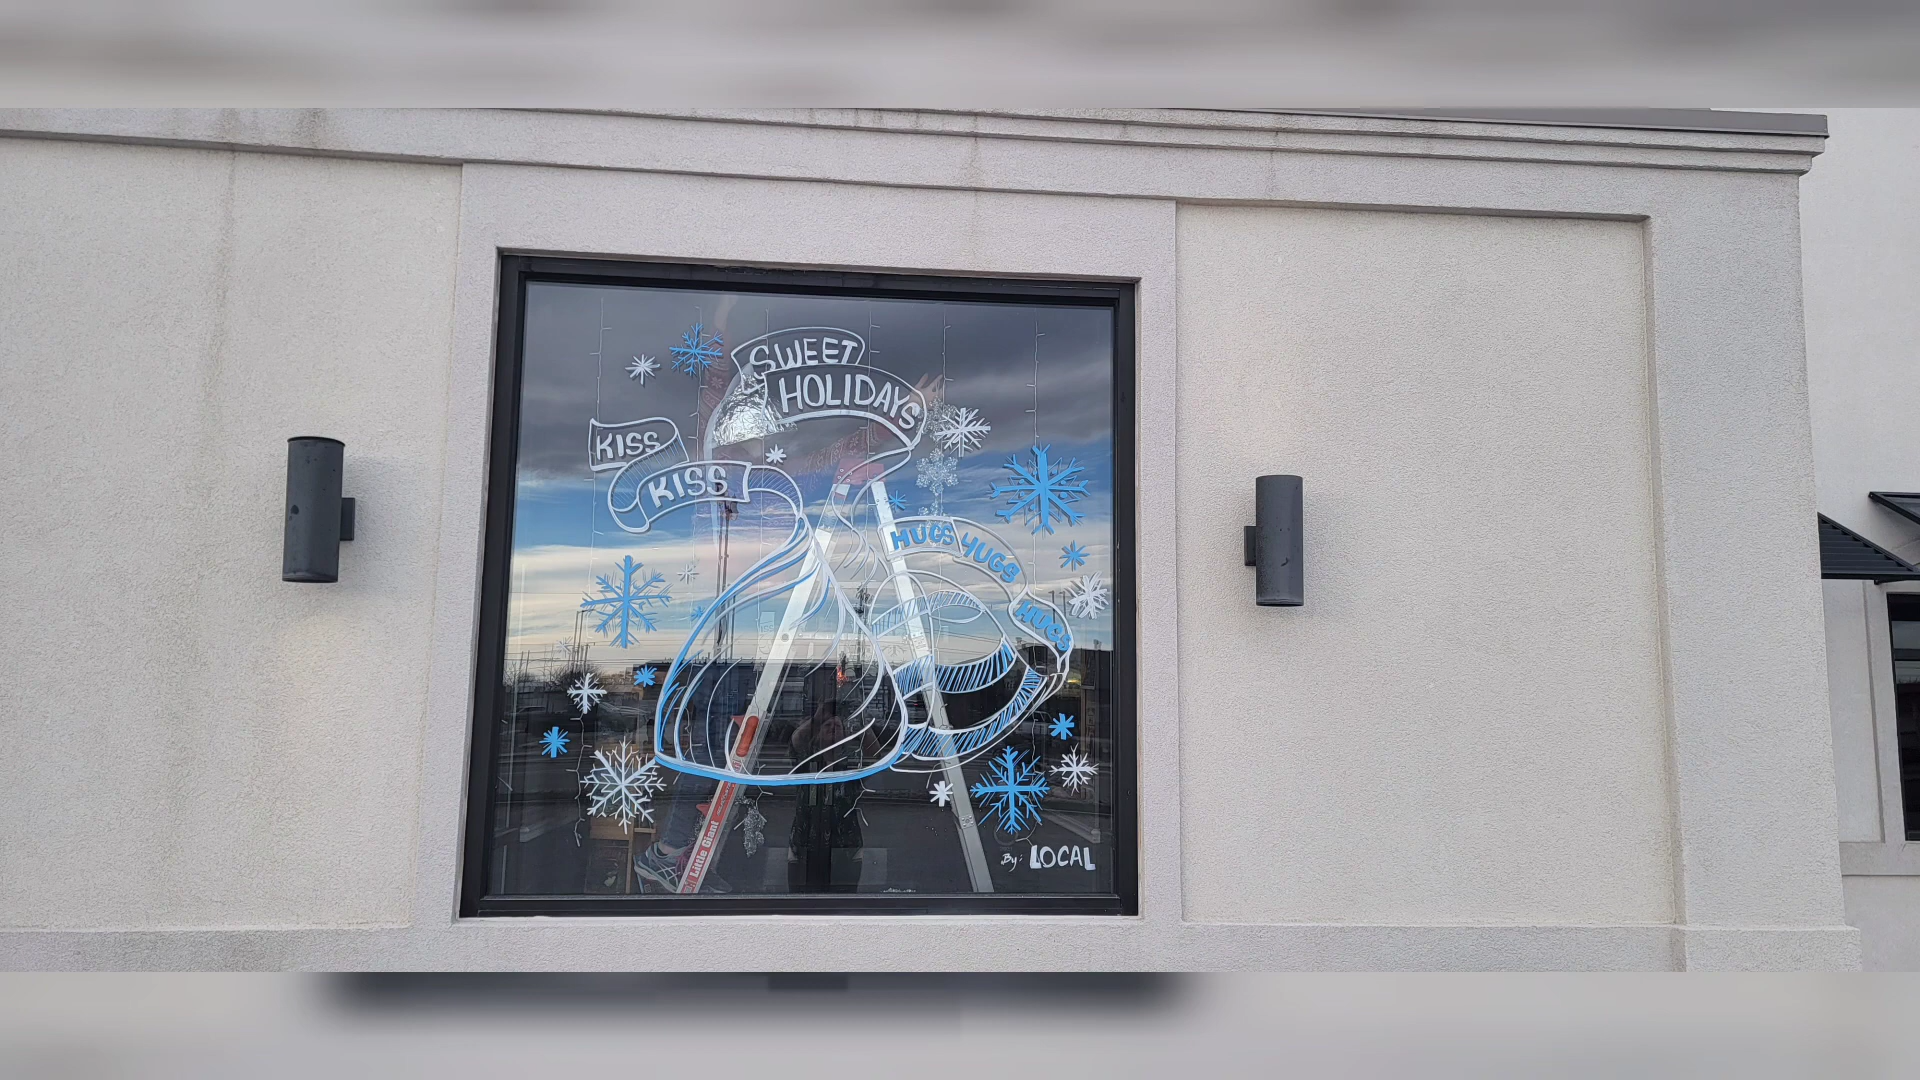 SWEET
HOLIDAYS
KISS
KISS
HUGS HUGS
HUGS
Little Giant
By: LOCAL